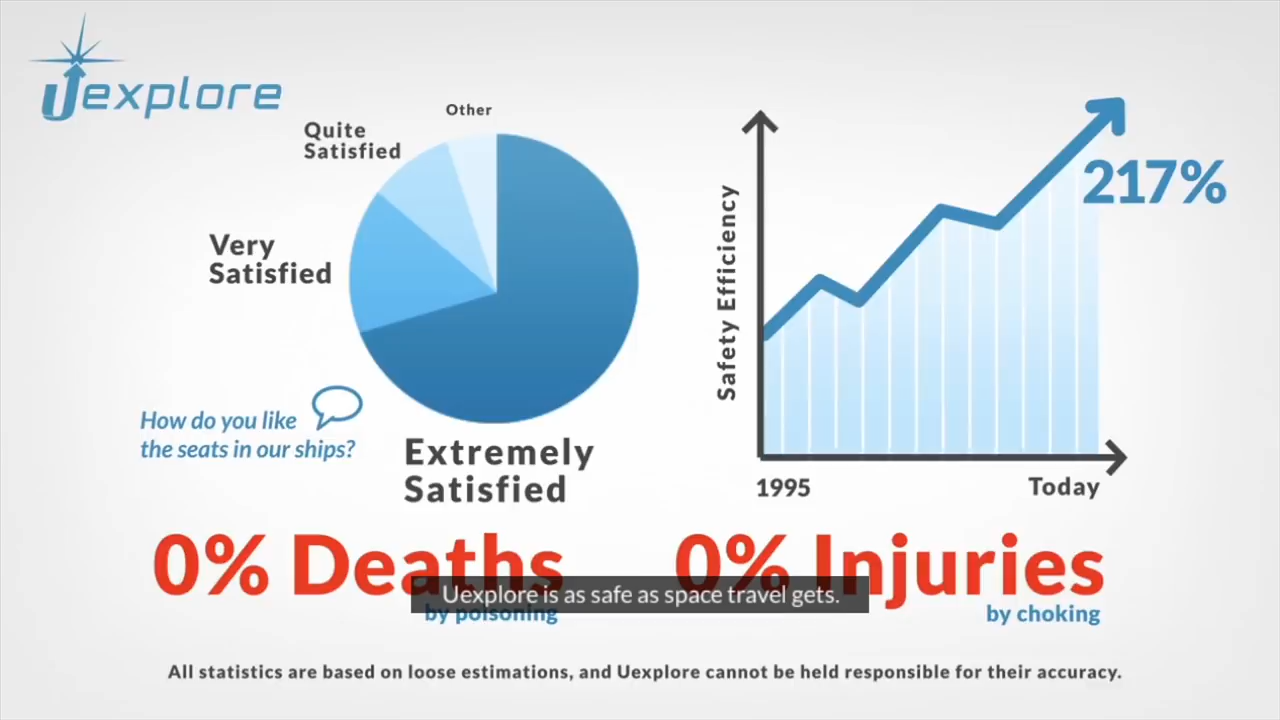 Uexplore
Other
Quite
Satisfied
Very
Satisfied
How do you like
the seats in our ships?
Extremely
Satisfied
Safety Efficiency
217%
1995
Today
0% Deaths
by poisoning
0% Injuries
by choking
Uexplore is as safe as space travel gets.
All statistics are based on loose estimations, and Uexplore cannot be held responsible for their accuracy.